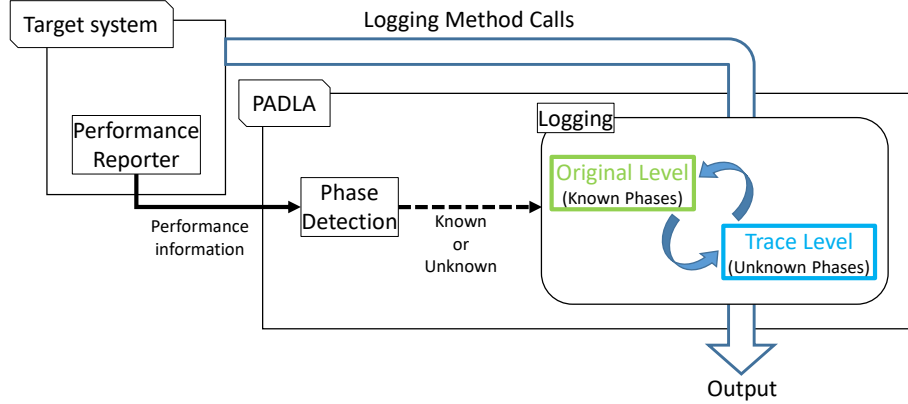 Target system
Logging Method Calls
PADLA
Performance
Reporter
Logging
Original Level
(Known Phases)
Phase
Detection
Performance
information
Known
or
Unknown
Trace Level
(Unknown Phases)
Output